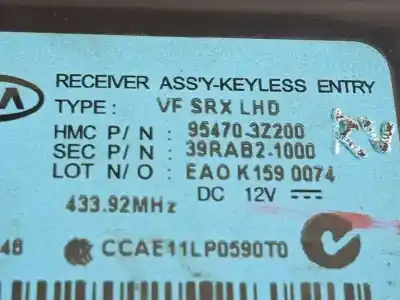 RECEIVER ASS'Y-KEYLESS ENTRY
TYPE : VF SRX LHD
HMC P/N : 95470-3Z200
SEC P/N : 39RAB2-1000
LOT N/O : EAO K159 0074
433.92MHz DC 12V
CCAE11LP0590T0